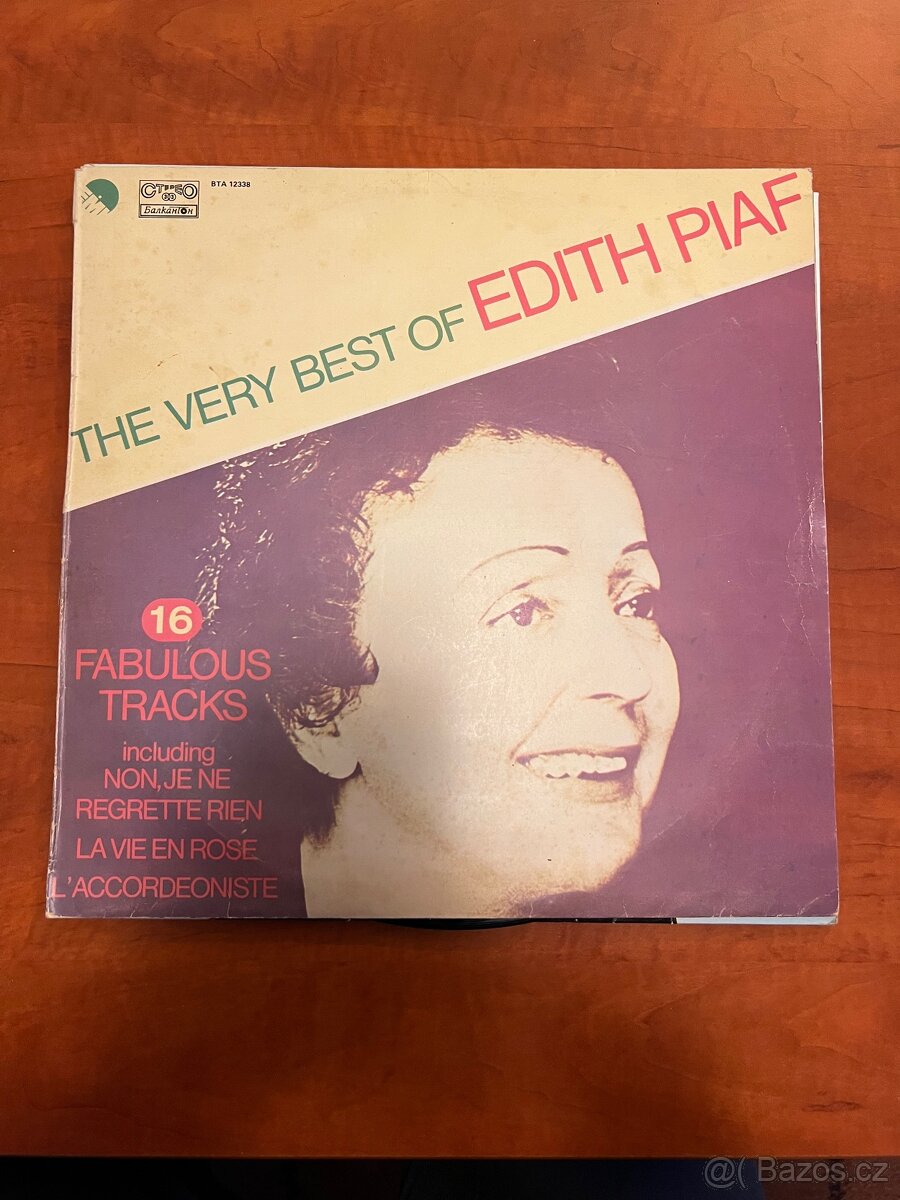 EMI
СТЕРЕО
Балкантон
BTA 12338
THE VERY BEST OF EDITH PIAF
16
FABULOUS
TRACKS
including
NON, JE NE
REGRETTE RIEN
LA VIE EN ROSE
L'ACCORDEONISTE
@( Bazos.cz